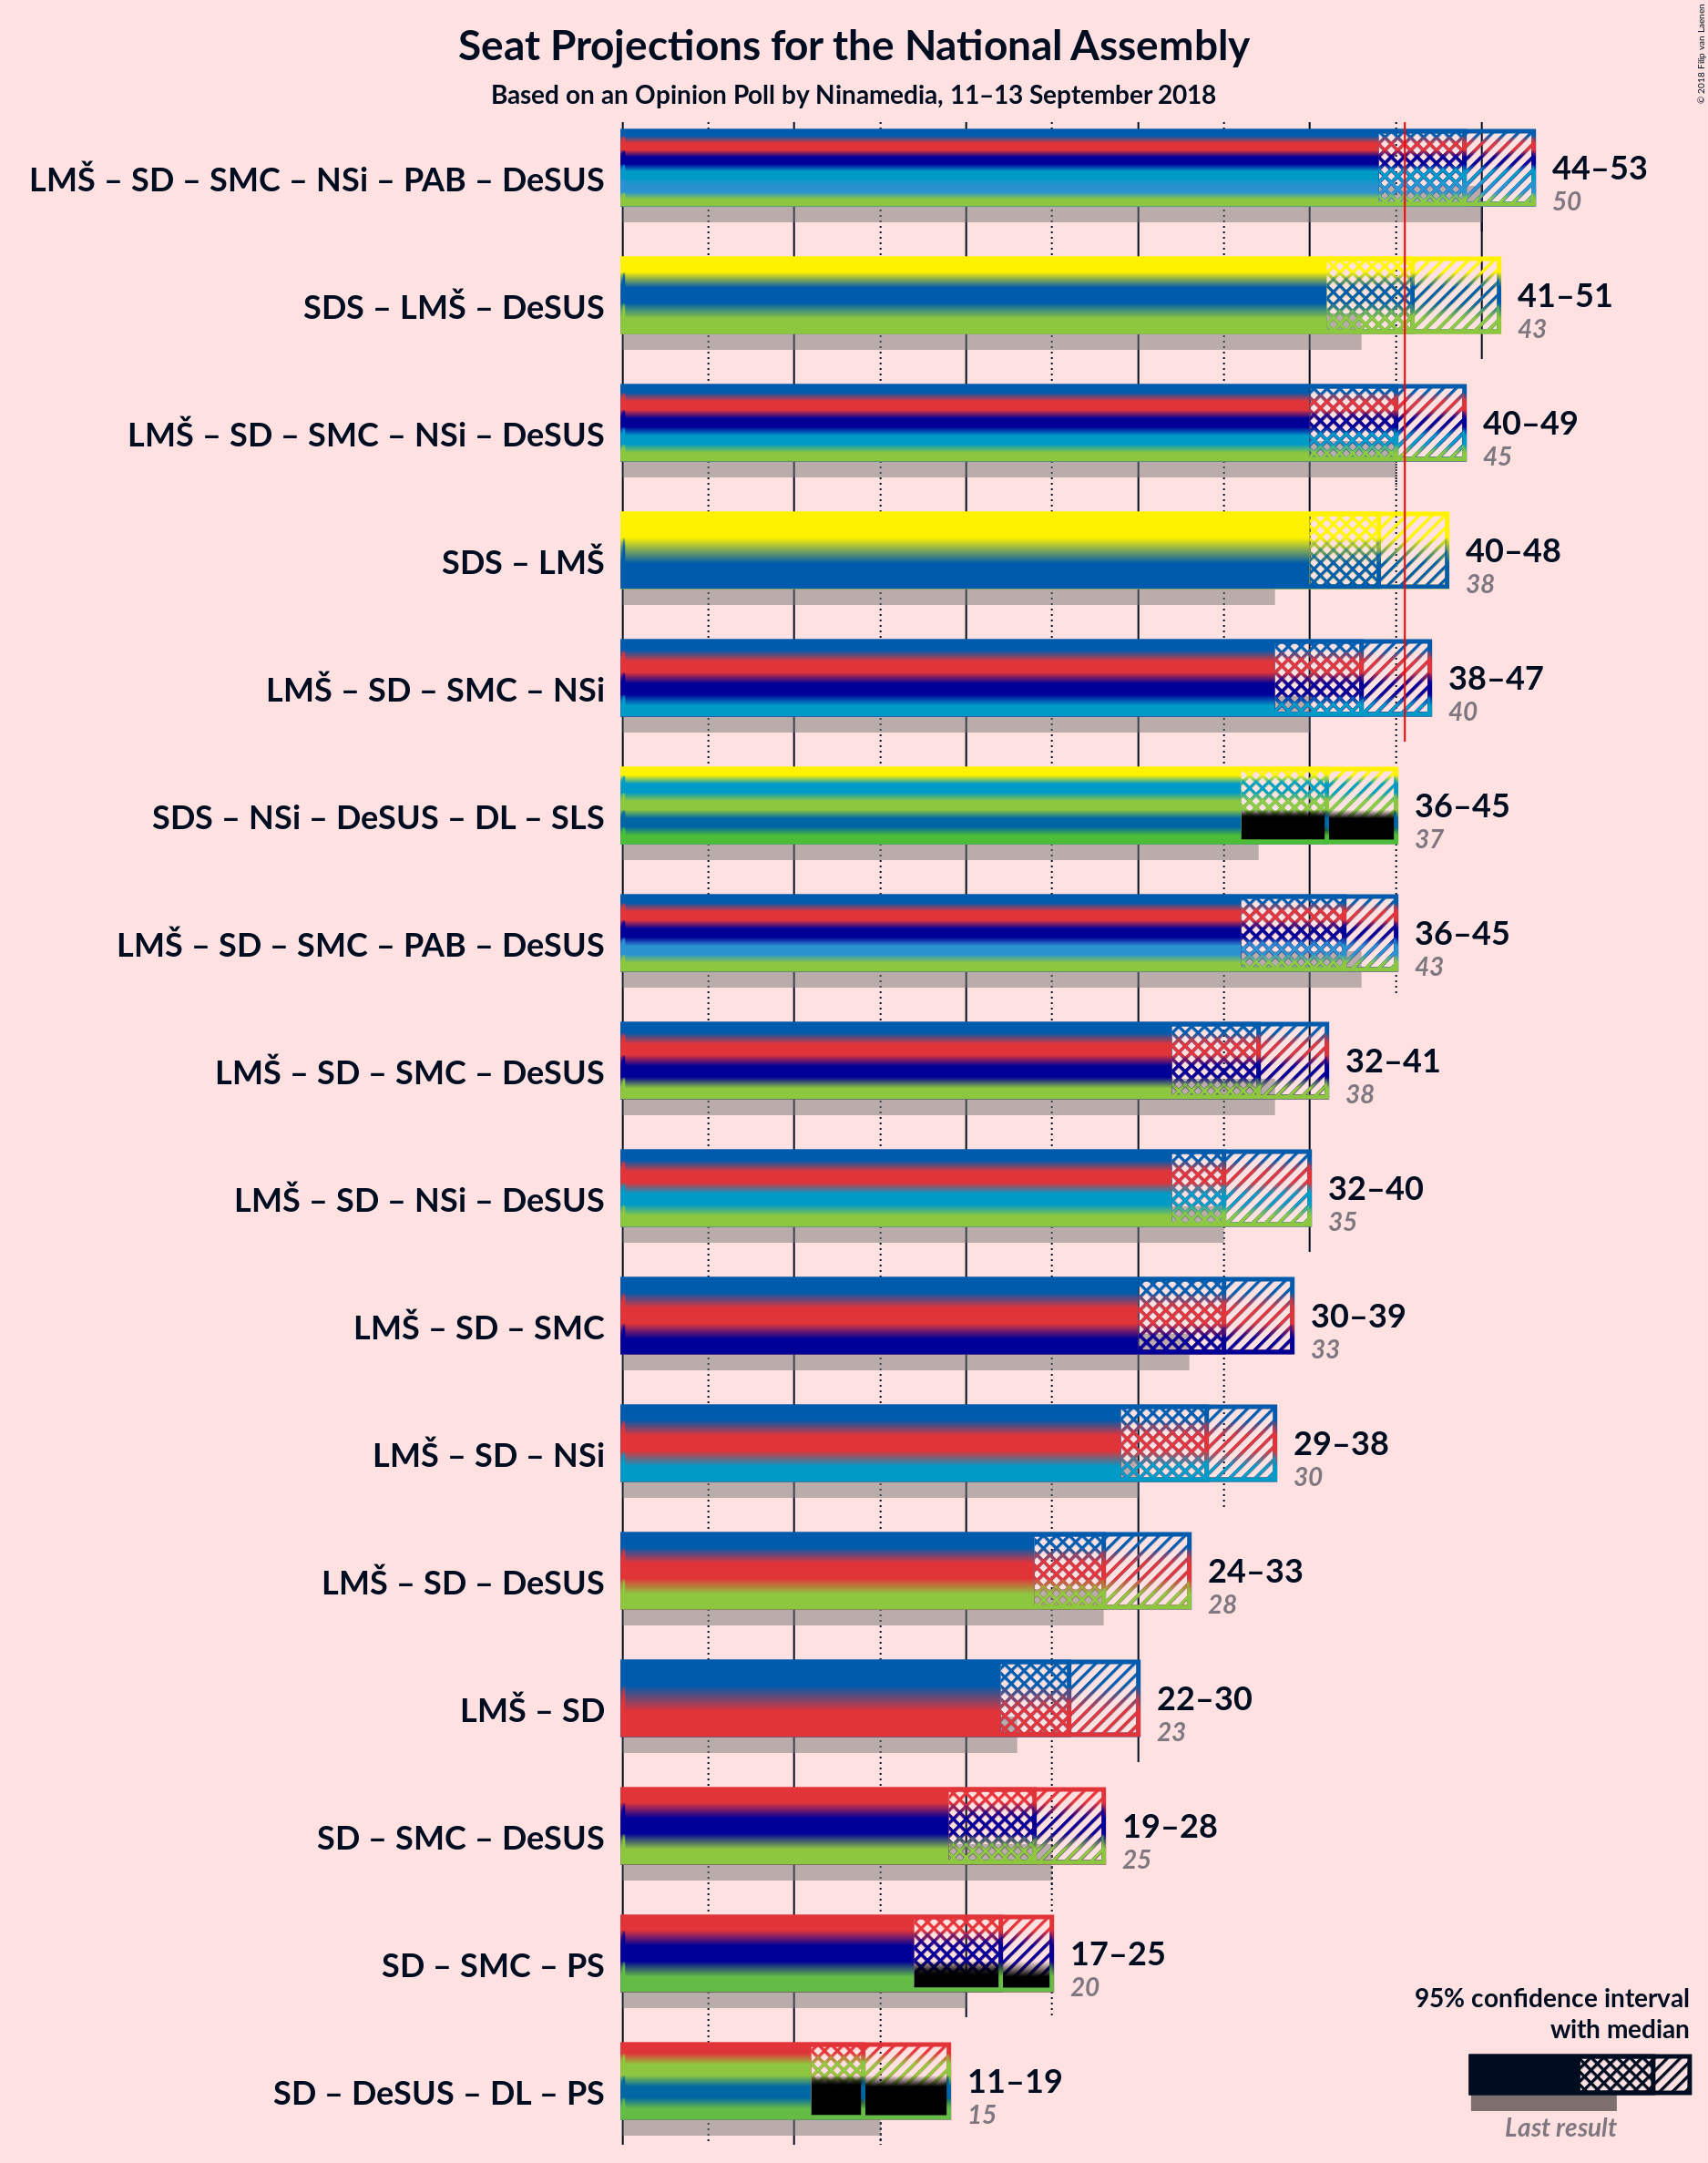 © 2018 Filip van Laenen
Seat Projections for the National Assembly
Based on an Opinion Poll by Ninamedia, 11–13 September 2018
LMŠ – SD – SMC – NSi – PAB – DeSUS
44–53
50
SDS – LMŠ – DeSUS
41–51
43
LMŠ – SD – SMC – NSi – DeSUS
40–49
45
SDS – LMŠ
40–48
38
LMŠ – SD – SMC – NSi
38–47
40
SDS – NSi – DeSUS – DL – SLS
36–45
37
LMŠ – SD – SMC – PAB – DeSUS
36–45
43
LMŠ – SD – SMC – DeSUS
32–41
38
LMŠ – SD – NSi – DeSUS
32–40
35
LMŠ – SD – SMC
30–39
33
LMŠ – SD – NSi
29–38
30
LMŠ – SD – DeSUS
24–33
28
LMŠ – SD
22–30
23
SD – SMC – DeSUS
19–28
25
SD – SMC – PS
17–25
20
SD – DeSUS – DL – PS
11–19
15
95% confidence interval
with median
Last result